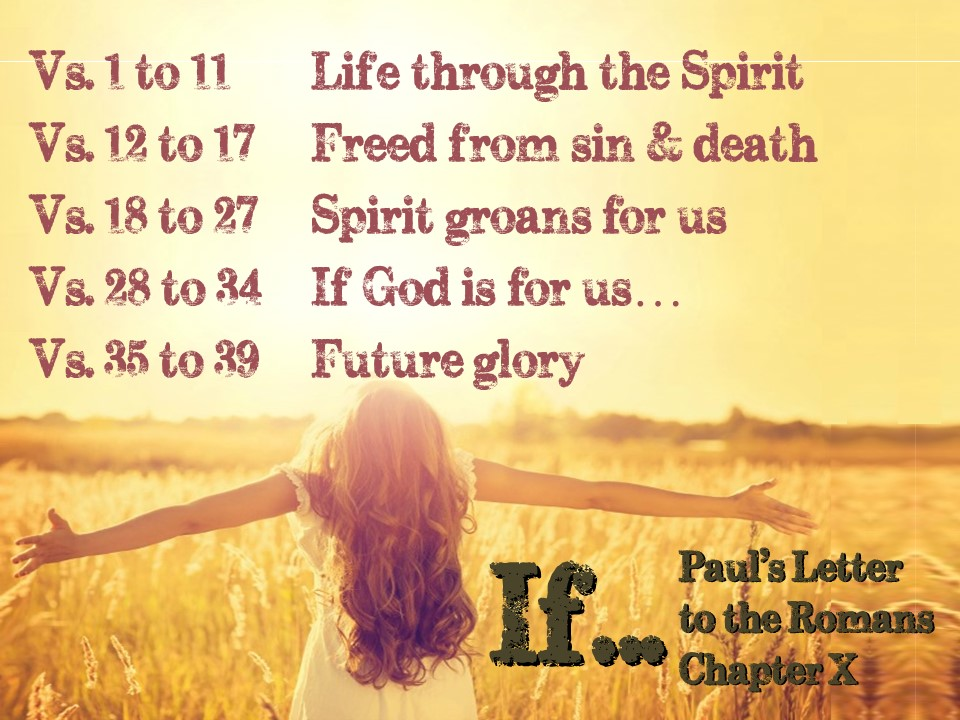 Vs. 1 to 11 Life through the Spirit
Vs. 12 to 17 Freed from sin & death
Vs. 18 to 27 Spirit groans for us
Vs. 28 to 34 If God is for us...
Vs. 35 to 39 Future glory
If...
Paul's Letter
to the Romans
Chapter X